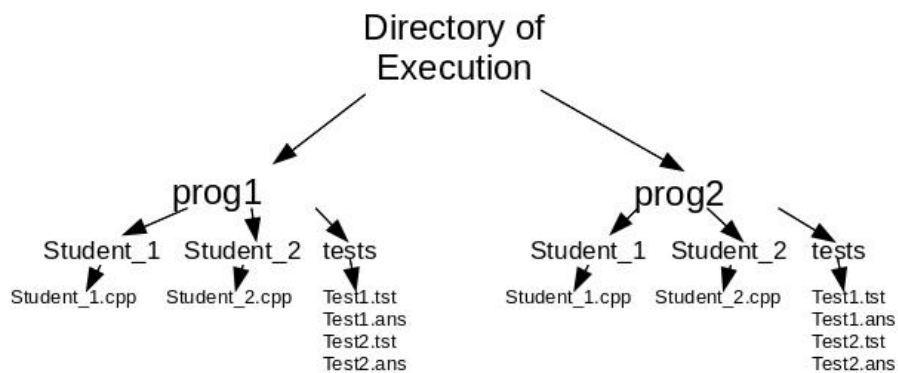 Directory of
Execution
prog1
prog2
Student_1
Student_2
tests
Student_1
Student_2
tests
Student_1.cpp
Student_2.cpp
Test1.tst
Test1.ans
Test2.tst
Test2.ans
Student_1.cpp
Student_2.cpp
Test1.tst
Test1.ans
Test2.tst
Test2.ans